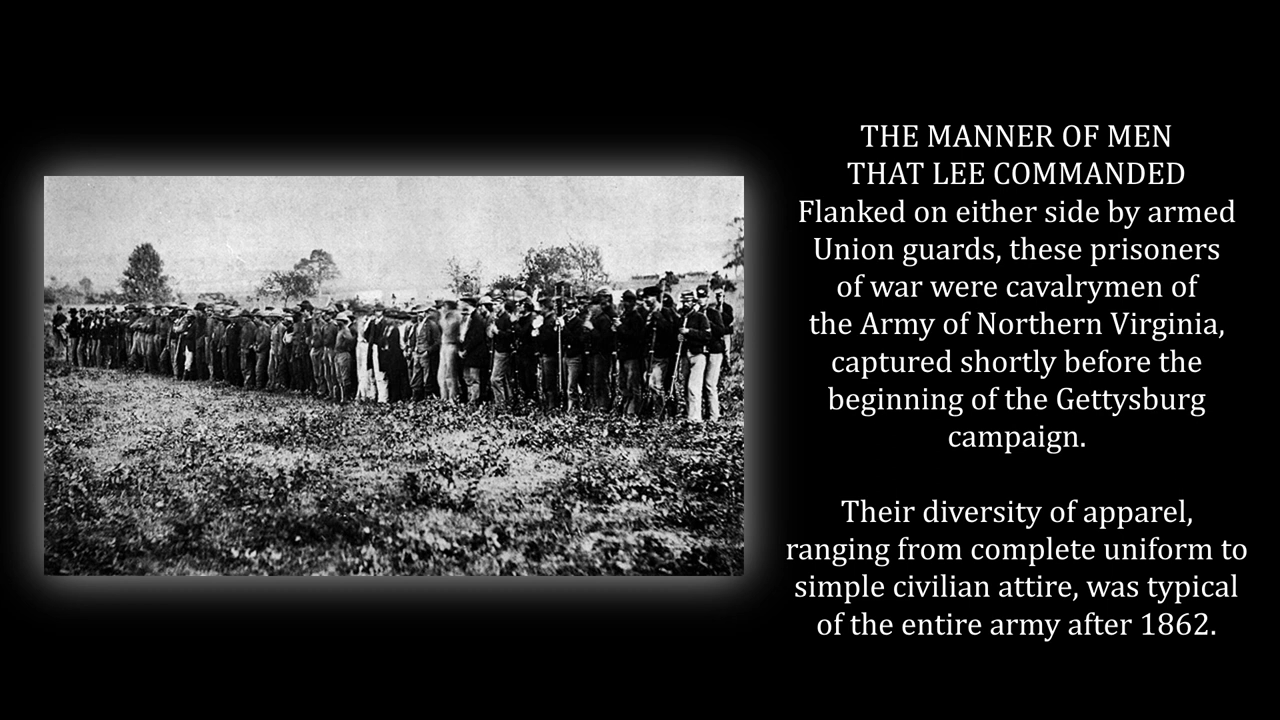 THE MANNER OF MEN
THAT LEE COMMANDED
Flanked on either side by armed
Union guards, these prisoners
of war were cavalrymen of
the Army of Northern Virginia,
captured shortly before the
beginning of the Gettysburg
campaign.
Their diversity of apparel,
ranging from complete uniform to
simple civilian attire, was typical
of the entire army after 1862.